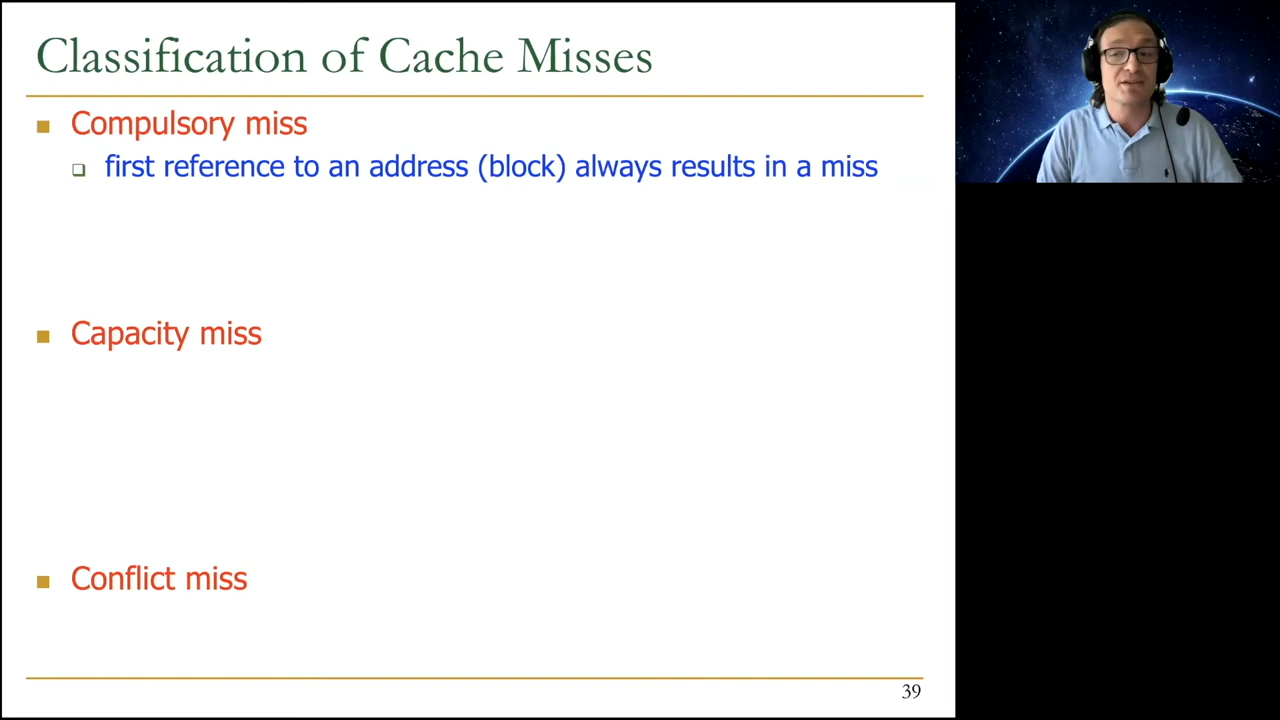 Classification of Cache Misses
Compulsory miss
first reference to an address (block) always results in a miss
Capacity miss
Conflict miss
39